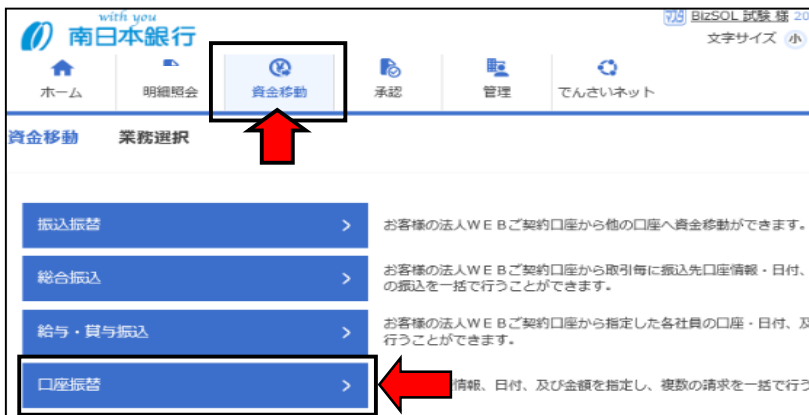 with you
南日本銀行
マスタ BizSOL 試験 様 20
文字サイズ 小
ホーム 明細照会 資金移動 承認 管理 でんさいネット
資金移動 業務選択
振込振替 お客様の法人WEBご契約口座から他の口座へ資金移動ができます。
総合振込 お客様の法人WEBご契約口座から取引毎に振込先口座情報・日付、
の振込を一括で行うことができます。
給与・賞与振込 お客様の法人WEBご契約口座から指定した各社員の口座・日付、及
行うことができます。
口座振替 情報、日付、及び金額を指定し、複数の請求を一括で行う